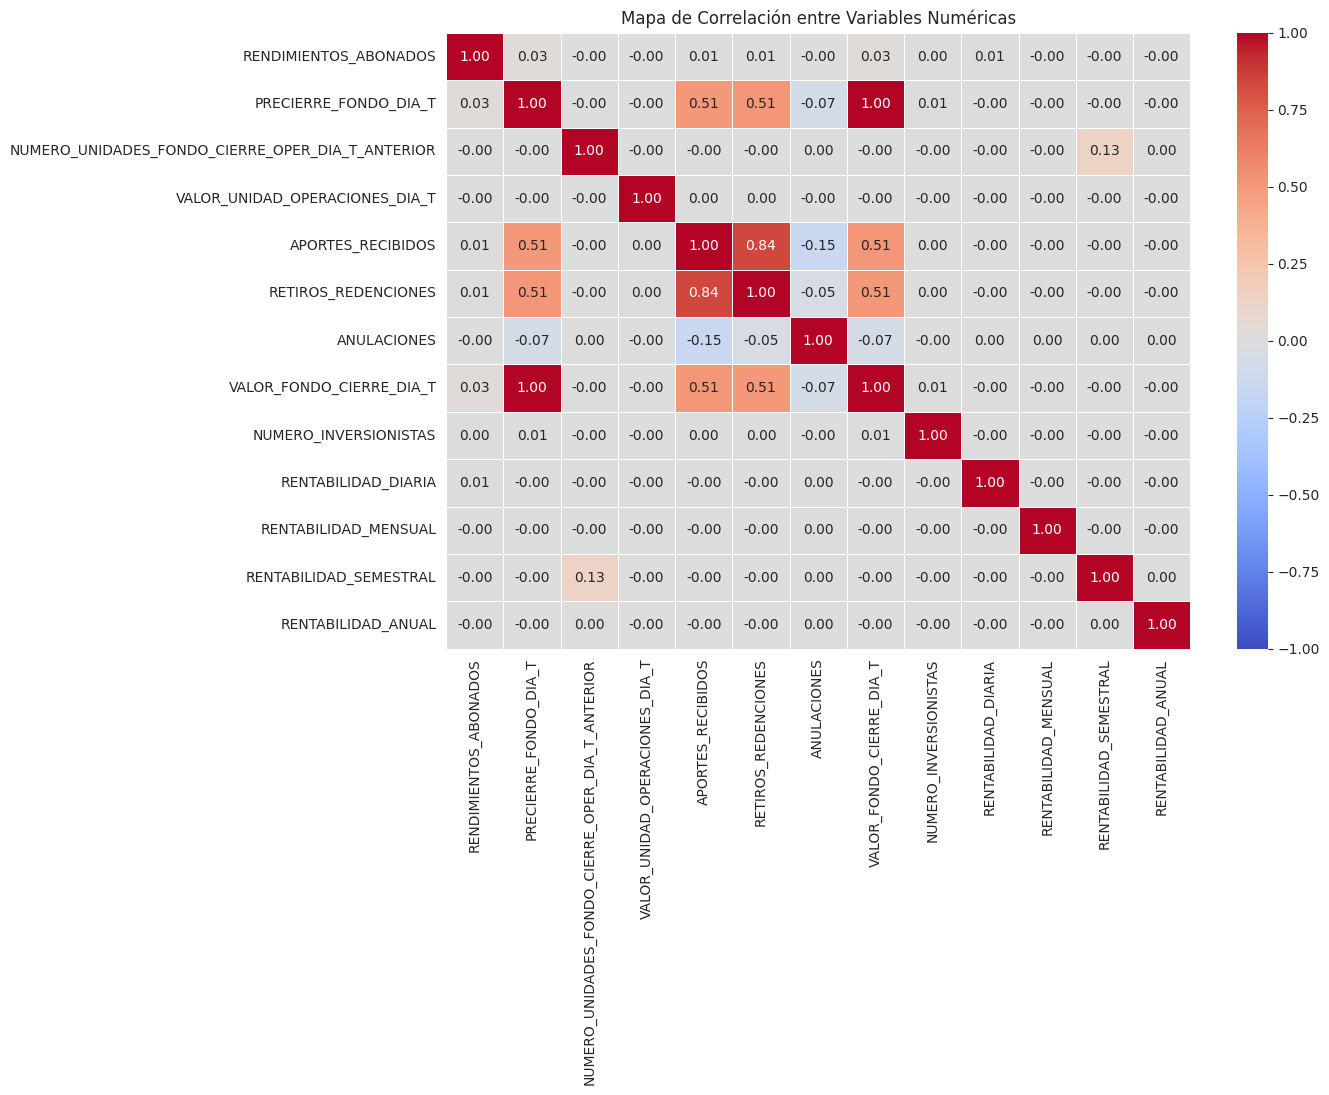 Mapa de Correlación entre Variables Numéricas
RENDIMIENTOS_ABONADOS 1.00 0.03 -0.00 -0.00 0.01 0.01 -0.00 0.03 0.00 0.01 -0.00 -0.00 -0.00
PRECIERRE_FONDO_DIA_T 0.03 1.00 -0.00 -0.00 0.51 0.51 -0.07 1.00 0.01 -0.00 -0.00 -0.00 -0.00
NUMERO_UNIDADES_FONDO_CIERRE_OPER_DIA_T_ANTERIOR -0.00 -0.00 1.00 -0.00 -0.00 -0.00 0.00 -0.00 -0.00 -0.00 -0.00 0.13 0.00
VALOR_UNIDAD_OPERACIONES_DIA_T -0.00 -0.00 -0.00 1.00 0.00 0.00 -0.00 -0.00 -0.00 -0.00 -0.00 -0.00 -0.00
APORTES_RECIBIDOS 0.01 0.51 -0.00 0.00 1.00 0.84 -0.15 0.51 0.00 -0.00 -0.00 -0.00 -0.00
RETIROS_REDENCIONES 0.01 0.51 -0.00 0.00 0.84 1.00 -0.05 0.51 0.00 -0.00 -0.00 -0.00 -0.00
ANULACIONES -0.00 -0.07 0.00 -0.00 -0.15 -0.05 1.00 -0.07 -0.00 0.00 0.00 0.00 0.00
VALOR_FONDO_CIERRE_DIA_T 0.03 1.00 -0.00 -0.00 0.51 0.51 -0.07 1.00 0.01 -0.00 -0.00 -0.00 -0.00
NUMERO_INVERSIONISTAS 0.00 0.01 -0.00 -0.00 0.00 0.00 -0.00 0.01 1.00 -0.00 -0.00 -0.00 -0.00
RENTABILIDAD_DIARIA 0.01 -0.00 -0.00 -0.00 -0.00 -0.00 0.00 -0.00 -0.00 1.00 -0.00 -0.00 -0.00
RENTABILIDAD_MENSUAL -0.00 -0.00 -0.00 -0.00 -0.00 -0.00 0.00 -0.00 -0.00 -0.00 1.00 -0.00 -0.00
RENTABILIDAD_SEMESTRAL -0.00 -0.00 0.13 -0.00 -0.00 -0.00 0.00 -0.00 -0.00 -0.00 -0.00 1.00 0.00
RENTABILIDAD_ANUAL -0.00 -0.00 0.00 -0.00 -0.00 -0.00 0.00 -0.00 -0.00 -0.00 -0.00 0.00 1.00
RENDIMIENTOS_ABONADOS
PRECIERRE_FONDO_DIA_T
NUMERO_UNIDADES_FONDO_CIERRE_OPER_DIA_T_ANTERIOR
VALOR_UNIDAD_OPERACIONES_DIA_T
APORTES_RECIBIDOS
RETIROS_REDENCIONES
ANULACIONES
VALOR_FONDO_CIERRE_DIA_T
NUMERO_INVERSIONISTAS
RENTABILIDAD_DIARIA
RENTABILIDAD_MENSUAL
RENTABILIDAD_SEMESTRAL
RENTABILIDAD_ANUAL
1.00
0.75
0.50
0.25
0.00
−0.25
−0.50
−0.75
−1.00